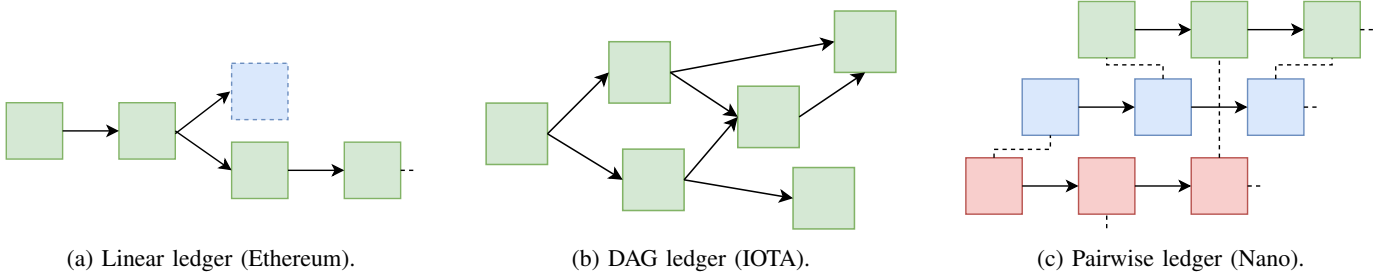 (a) Linear ledger (Ethereum).
(b) DAG ledger (IOTA).
(c) Pairwise ledger (Nano).